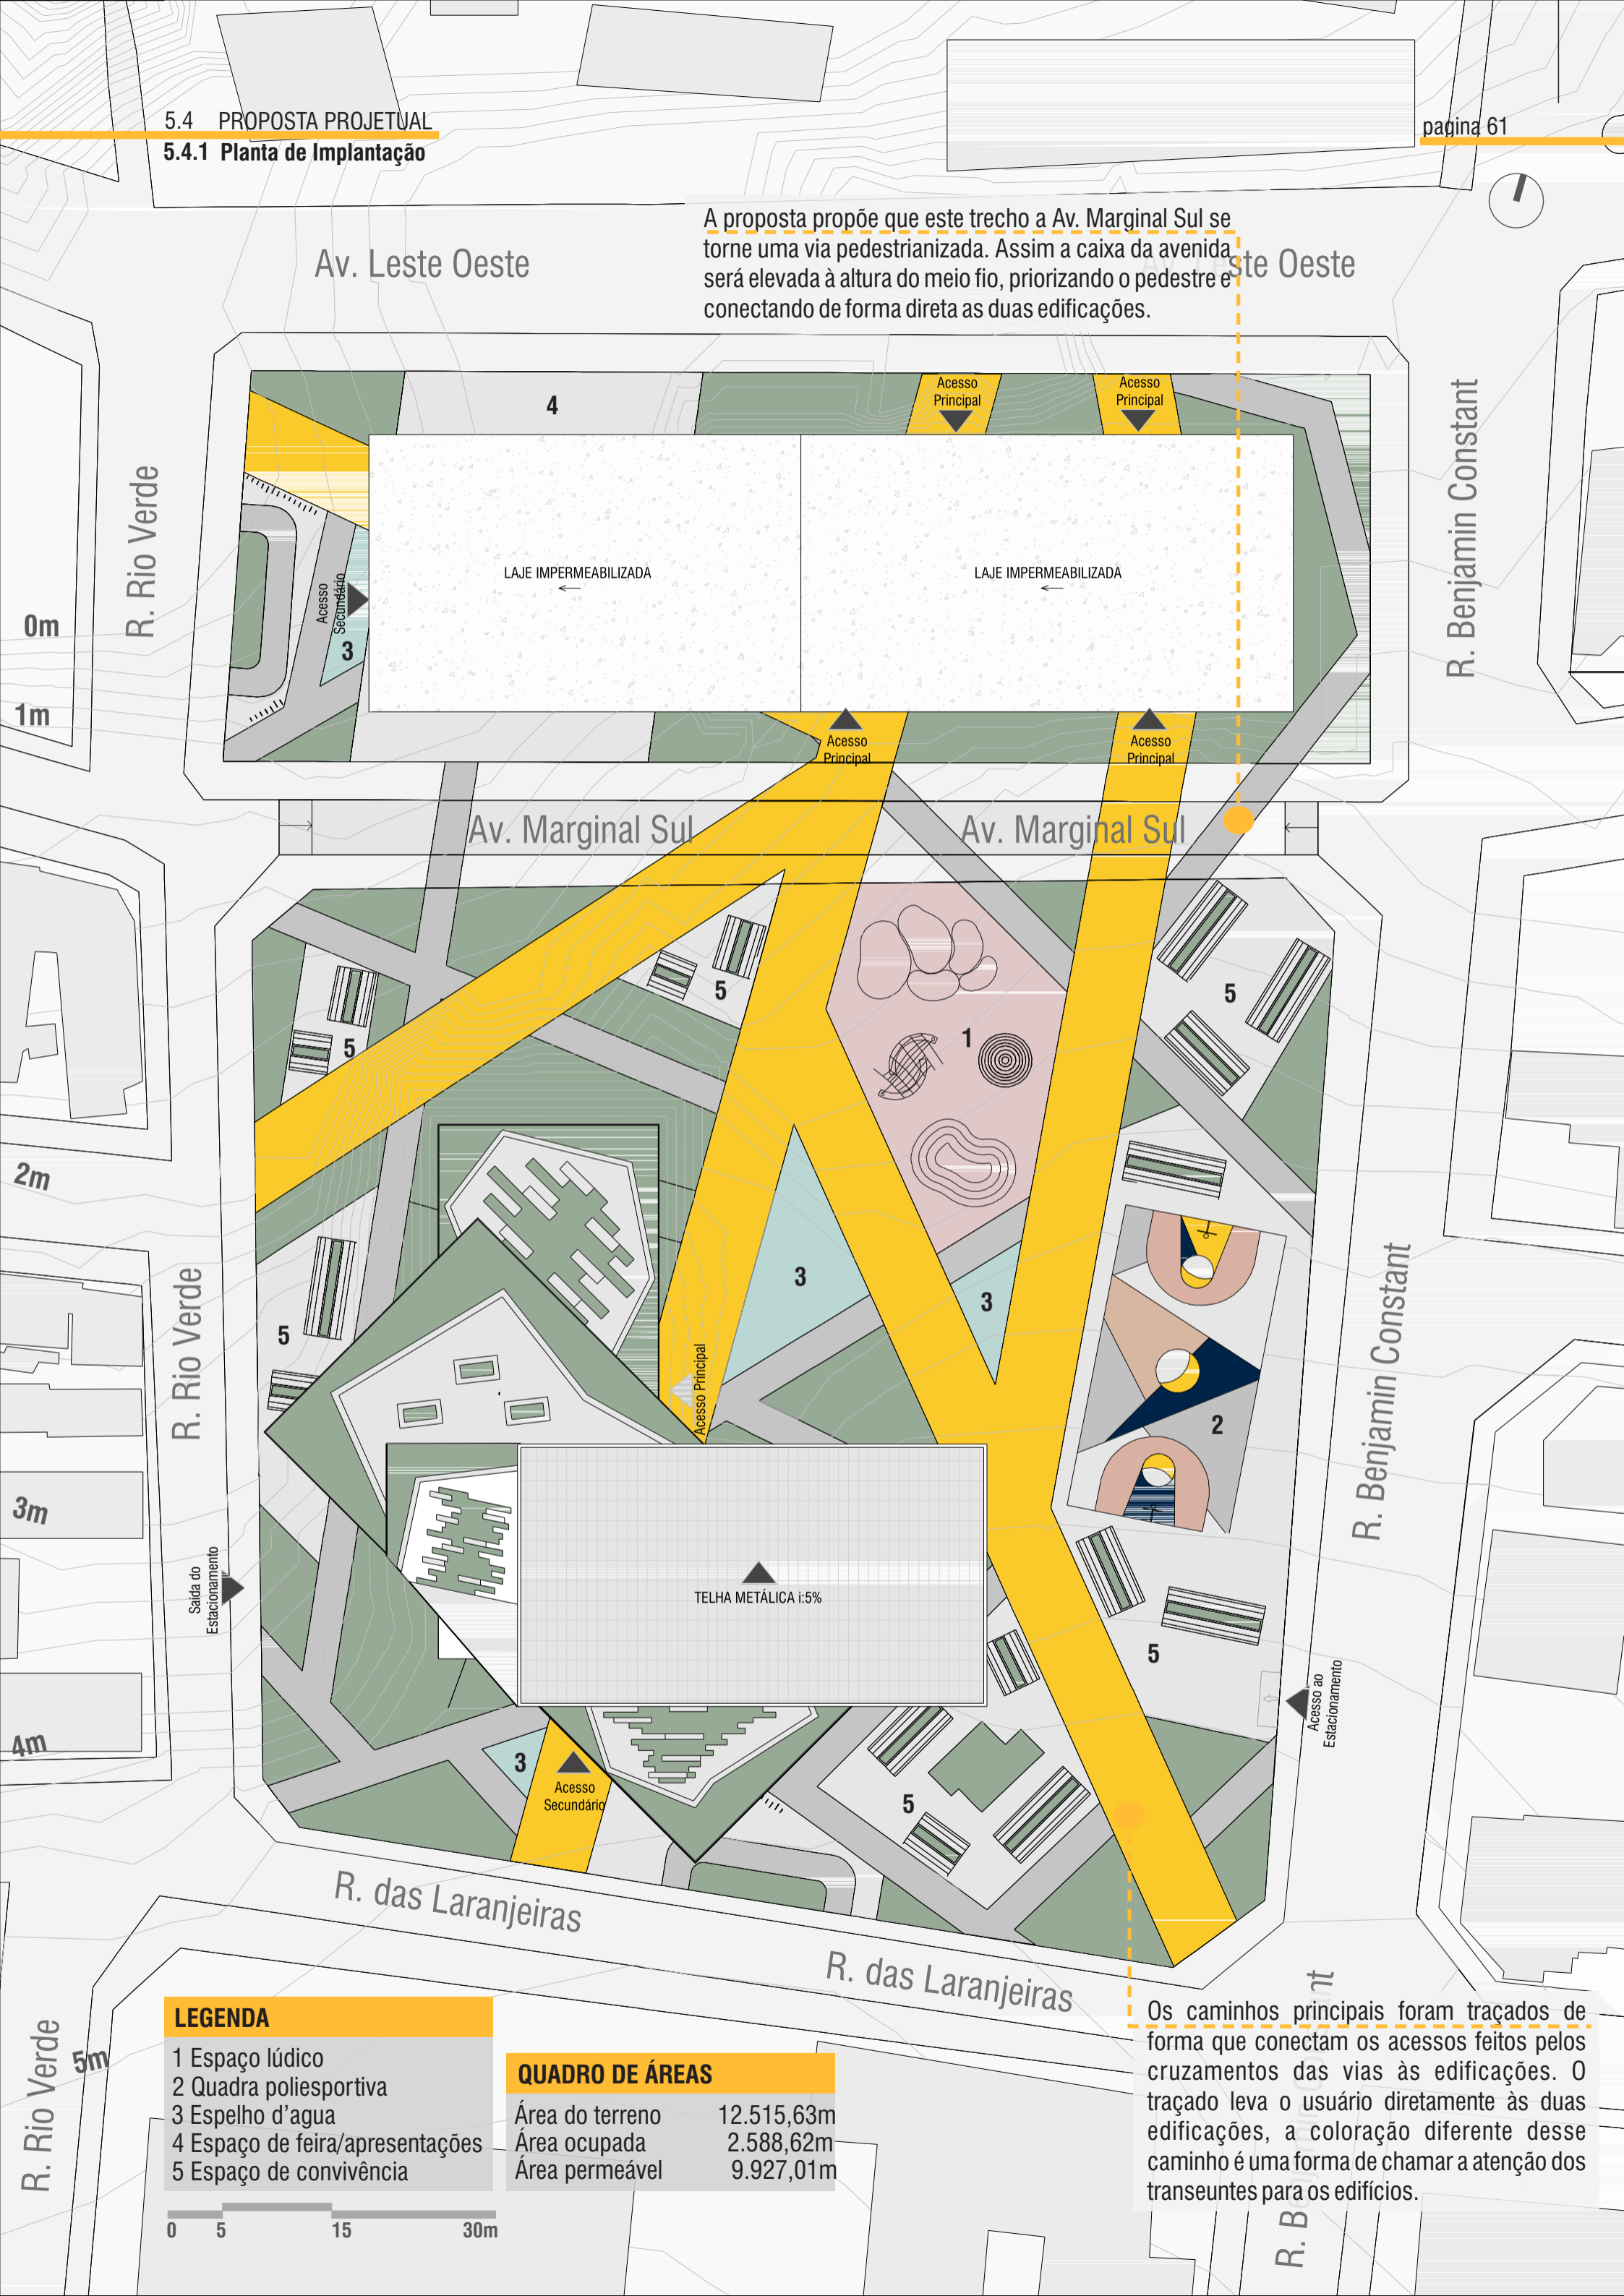 5.4 PROPOSTA PROJETUAL
5.4.1 Planta de Implantação
pagina 61
A proposta propõe que este trecho a Av. Marginal Sul se
torne uma via pedestrianizada. Assim a caixa da avenida
será elevada à altura do meio fio, priorizando o pedestre e
conectando de forma direta as duas edificações.
Av. Leste Oeste
Av. Leste Oeste
4
Acesso
Principal
Acesso
Principal
R. Rio Verde
R. Benjamin Constant
LAJE IMPERMEABILIZADA
LAJE IMPERMEABILIZADA
Acesso
Secundário
3
0m
1m
Acesso
Principal
Acesso
Principal
Av. Marginal Sul
Av. Marginal Sul
5
5
5
1
2m
3
3
R. Rio Verde
5
Acesso Principal
2
R. Benjamin Constant
3m
Saída do
Estacionamento
TELHA METÁLICA i:5%
5
Acesso ao
Estacionamento
4m
3
Acesso
Secundário
5
R. das Laranjeiras
R. das Laranjeiras
R. Rio Verde
5m
R. Benjamin Constant
LEGENDA
1 Espaço lúdico
2 Quadra poliesportiva
3 Espelho d'agua
4 Espaço de feira/apresentações
5 Espaço de convivência
QUADRO DE ÁREAS
Área do terreno 12.515,63m
Área ocupada 2.588,62m
Área permeável 9.927,01m
0 5 15 30m
Os caminhos principais foram traçados de
forma que conectam os acessos feitos pelos
cruzamentos das vias às edificações. O
traçado leva o usuário diretamente às duas
edificações, a coloração diferente desse
caminho é uma forma de chamar a atenção dos
transeuntes para os edifícios.